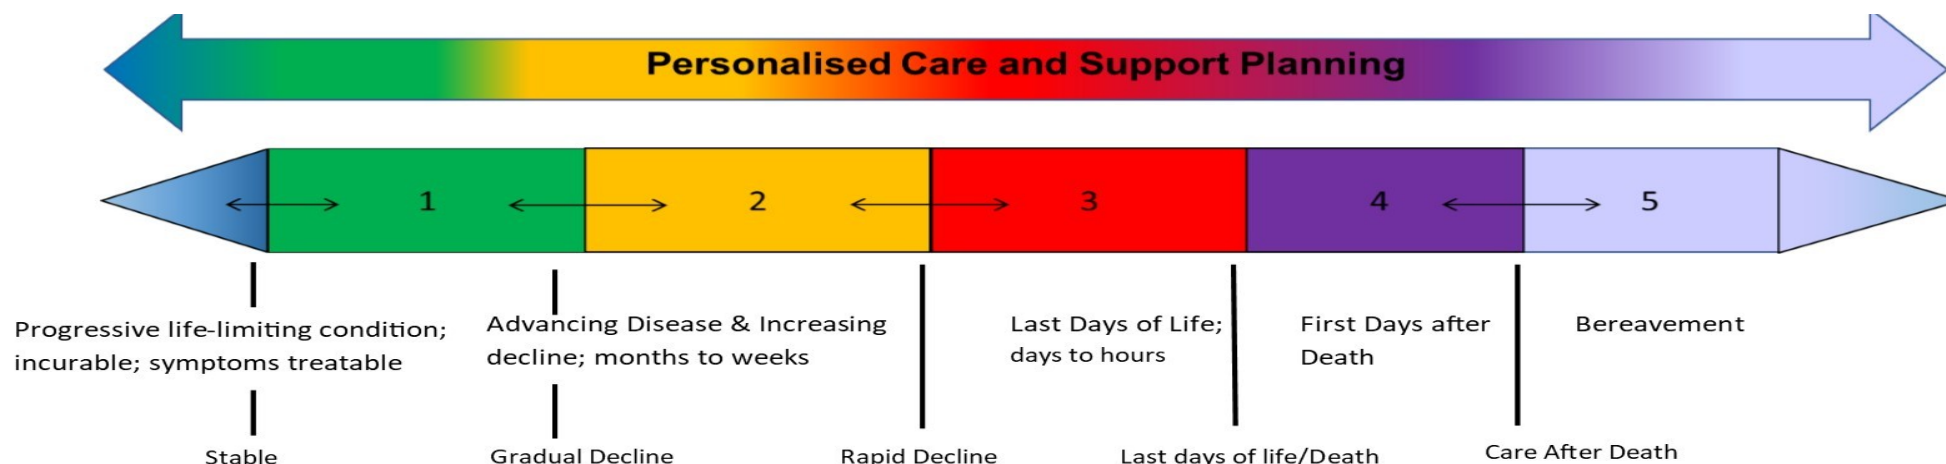 Personalised Care and Support Planning
1
2
3
4
5
Progressive life-limiting condition;
incurable; symptoms treatable
Advancing Disease & Increasing
decline; months to weeks
Last Days of Life;
days to hours
First Days after
Death
Bereavement
Stable
Gradual Decline
Rapid Decline
Last days of life/Death
Care After Death